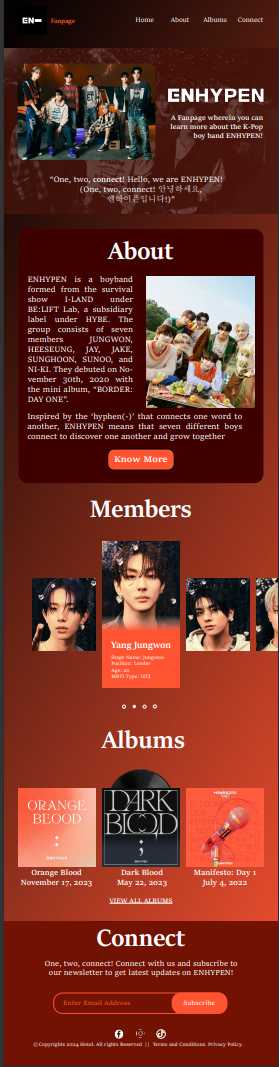 EN- Fanpage Home About Albums Connect
ENHYPEN
A Fanpage wherein you can
learn more about the K-Pop
boy band ENHYPEN!
“One, two, connect! Hello, we are ENHYPEN!
(One, two, connect! 안녕하세요,
엔하이픈입니다!)”
About
ENHYPEN is a boyband
formed from the survival
show I-LAND under
BE:LIFT Lab, a subsidiary
label under HYBE. The
group consists of seven
members JUNGWON,
HEESEUNG, JAY, JAKE,
SUNGHOON, SUNOO, and
NI-KI. They debuted on No-
vember 30th, 2020 with
the mini album, “BORDER:
DAY ONE”.
Inspired by the ‘hyphen(-)’ that connects one word to
another, ENHYPEN means that seven different boys
connect to discover one another and grow together
Know More
Members
Yang Jungwon
Stage Name: Jungwon
Position: Leader
Age: 20
MBTI Type: ISTJ
Albums
ORANGE
BLOOD
DARK
BLOOD
Orange Blood Dark Blood Manifesto: Day 1
November 17, 2023 May 22, 2023 July 4, 2022
VIEW ALL ALBUMS
Connect
One, two, connect! Connect with us and subscribe to
our newsletter to get latest updates on ENHYPEN!
Enter Email Address Subscribe
©Copyrights 2024 Hotel. All rights Reserved || Terms and Conditions. Privacy Policy.